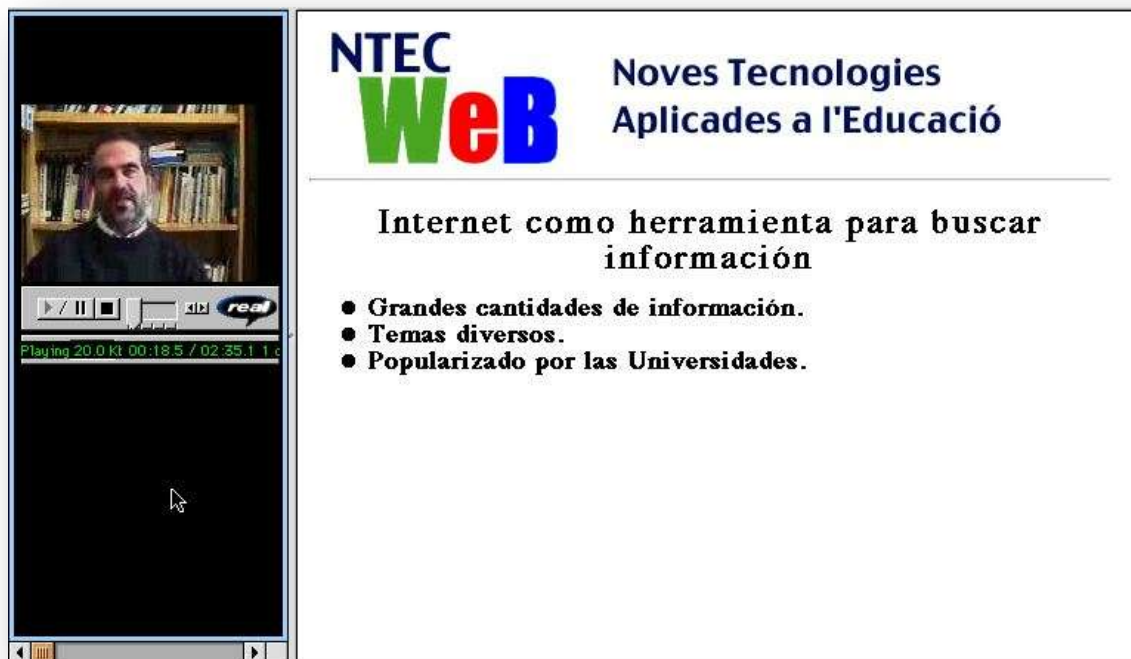 real
Playing 20.0 Kt 00:18.5 / 02:35.1 1
NTEC
WeB
Noves Tecnologies
Aplicades a l'Educació
Internet como herramienta para buscar
información
Grandes cantidades de información.
Temas diversos.
Popularizado por las Universidades.